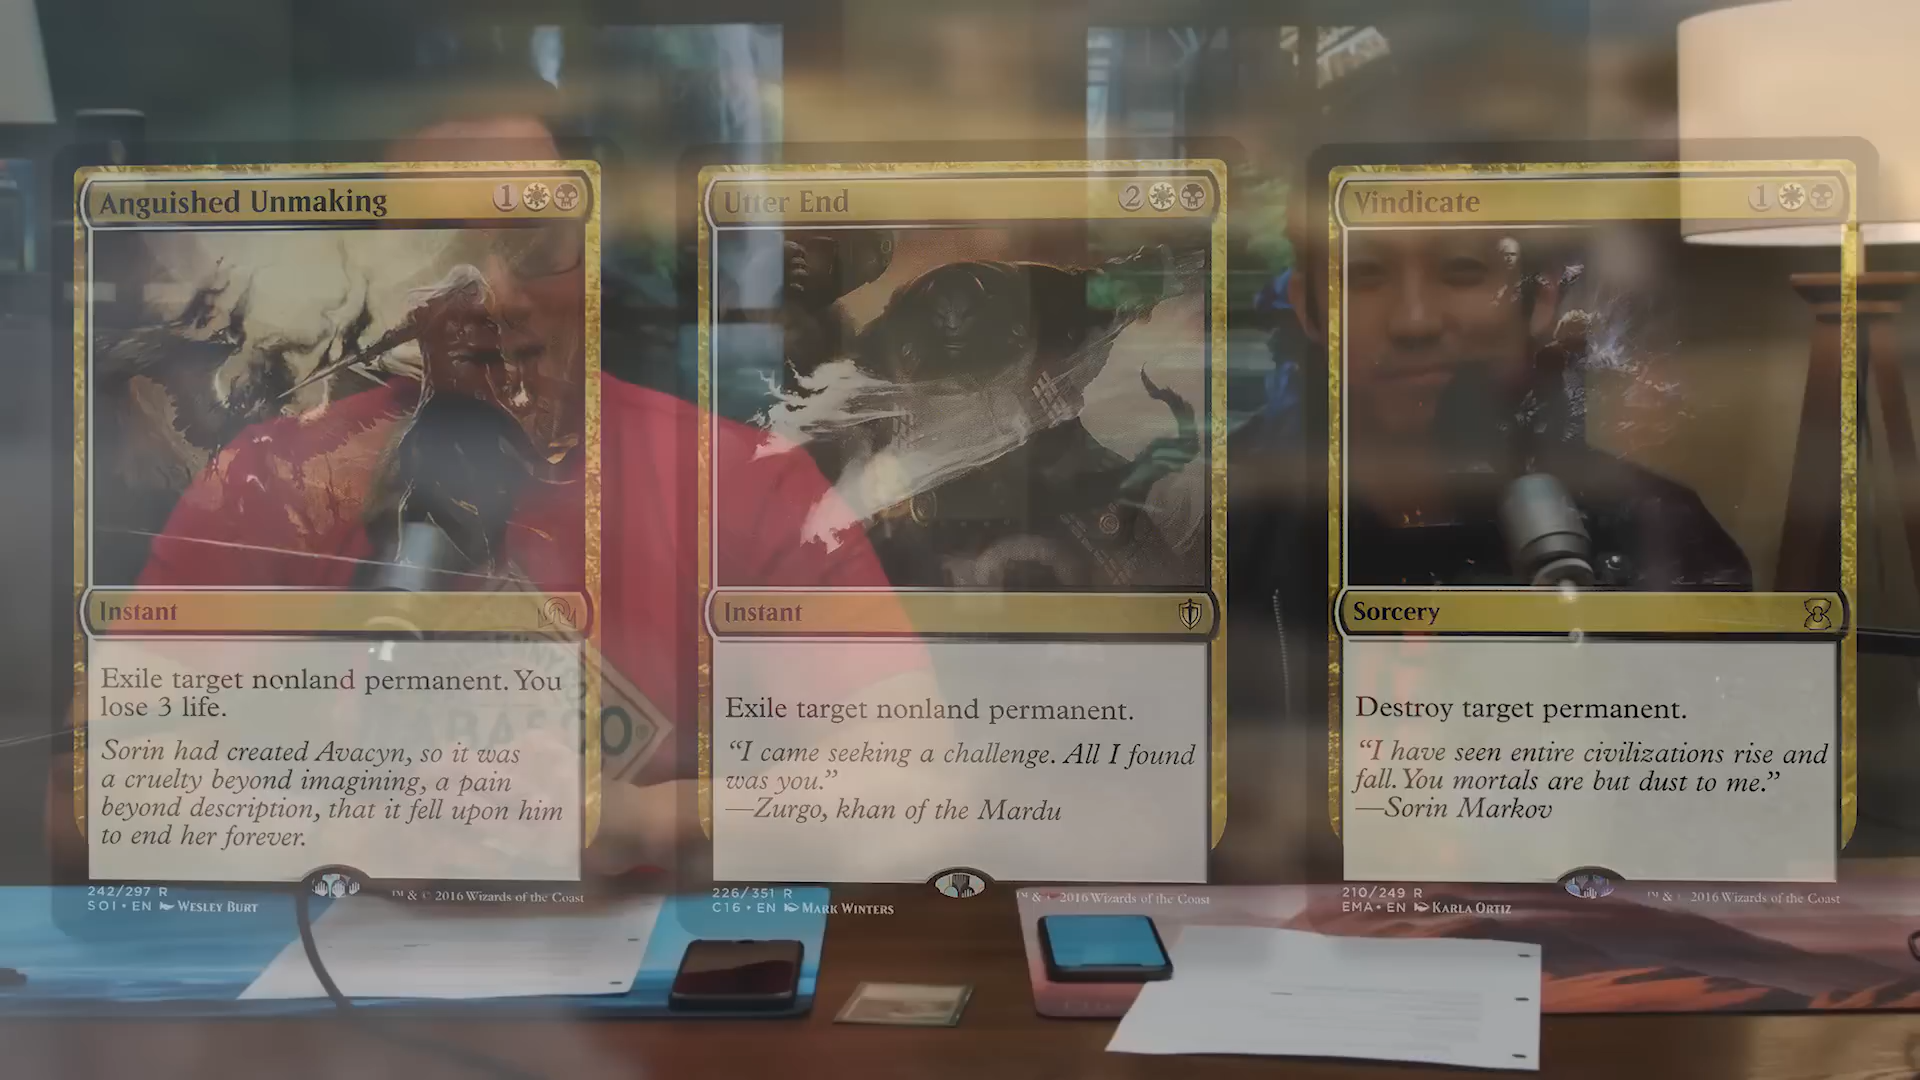 Anguished Unmaking 1
Instant
Exile target nonland permanent. You
lose 3 life.
Sorin had created Avacyn, so it was
a cruelty beyond imagining, a pain
beyond description, that it fell upon him
to end her forever.
242/297 R
SOI • EN WESLEY BURT
™ & © 2016 Wizards of the Coast
Utter End 2
Instant
Exile target nonland permanent.
“I came seeking a challenge. All I found
was you.”
—Zurgo, khan of the Mardu
226/351 R
C16 • EN MARK WINTERS
™ & © 2016 Wizards of the Coast
Vindicate 1
Sorcery
Destroy target permanent.
“I have seen entire civilizations rise and
fall. You mortals are but dust to me.”
—Sorin Markov
210/249 R
EMA • EN KARLA ORTIZ
™ & © 2016 Wizards of the Coast